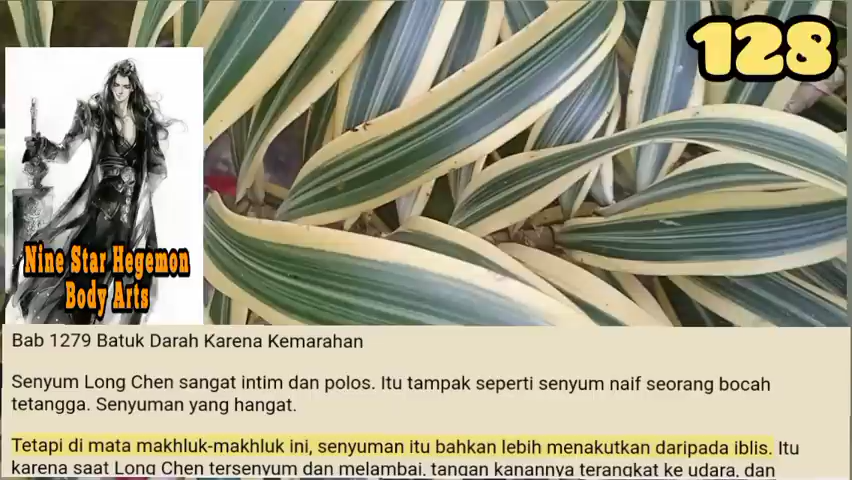 128
Nine Star Hegemon
Body Arts
Bab 1279 Batuk Darah Karena Kemarahan
Senyum Long Chen sangat intim dan polos. Itu tampak seperti senyum naif seorang bocah
tetangga. Senyuman yang hangat.
Tetapi di mata makhluk-makhluk ini, senyuman itu bahkan lebih menakutkan daripada iblis. Itu
karena saat Long Chen tersenyum dan melambai, tangan kanannya terangkat ke udara, dan